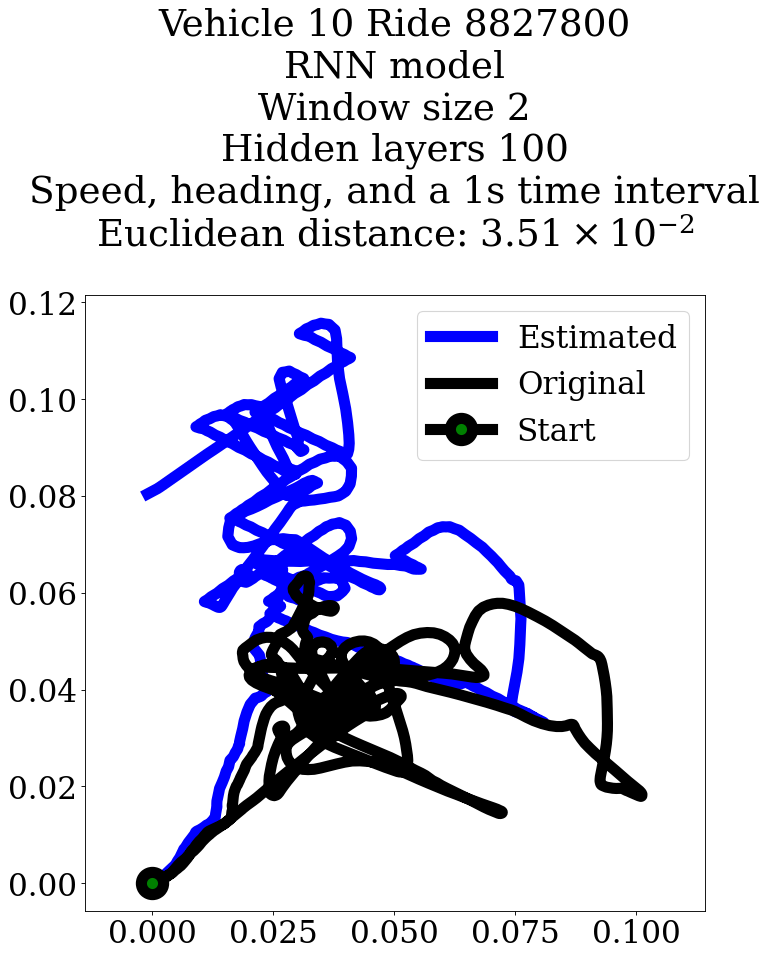 Vehicle 10 Ride 8827800
RNN model
Window size 2
Hidden layers 100
Speed, heading, and a 1s time interval
Euclidean distance: 3.51 × 10⁻²
0.12
0.10
0.08
0.06
0.04
0.02
0.00
Estimated
Original
Start
0.000 0.025 0.050 0.075 0.100